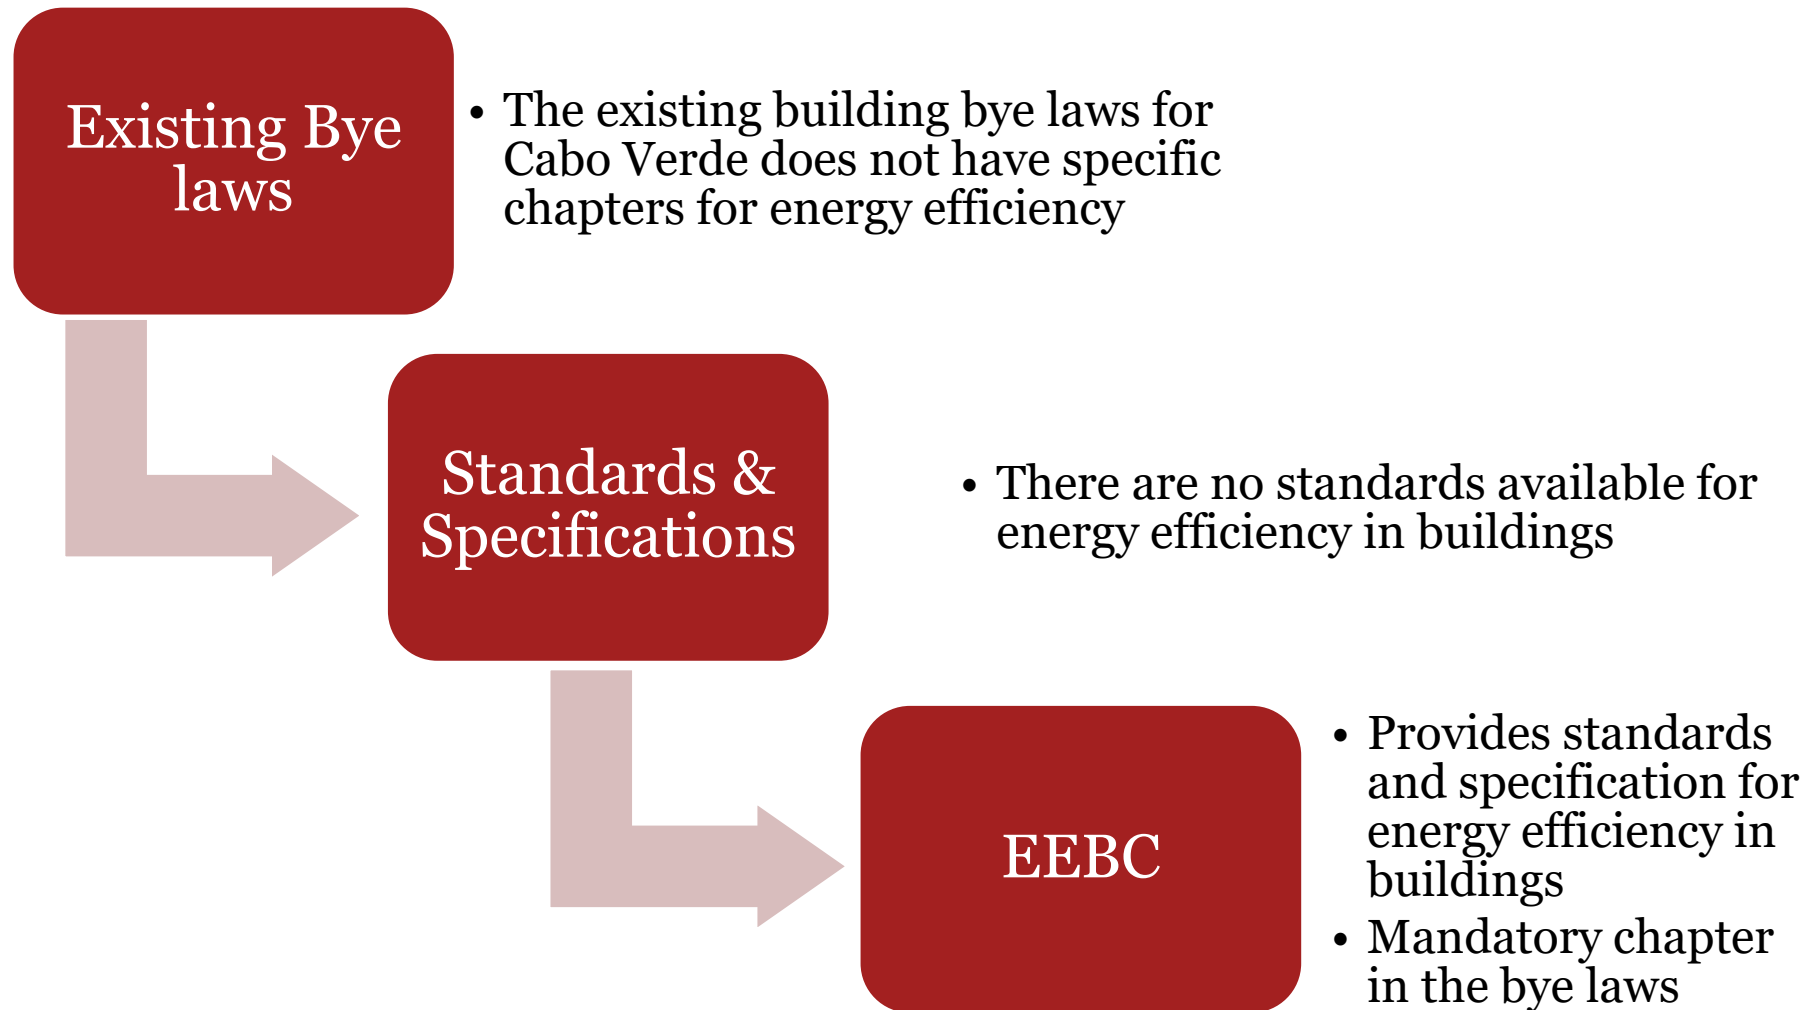 Existing Bye
laws
• The existing building bye laws for
Cabo Verde does not have specific
chapters for energy efficiency
Standards &
Specifications
• There are no standards available for
energy efficiency in buildings
EEBC
• Provides standards
and specification for
energy efficiency in
buildings
• Mandatory chapter
in the bye laws